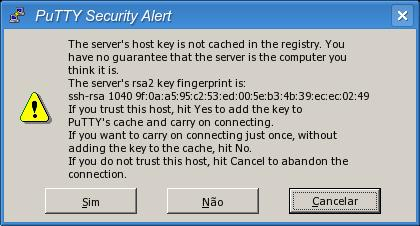 PuTTY Security Alert
The server's host key is not cached in the registry. You
have no guarantee that the server is the computer you
think it is.
The server's rsa2 key fingerprint is:
ssh-rsa 1040 9f:0a:a5:95:c2:53:ed:00:5e:b3:4b:39:ec:ec:02:49
If you trust this host, hit Yes to add the key to
PuTTY's cache and carry on connecting.
If you want to carry on connecting just once, without
adding the key to the cache, hit No.
If you do not trust this host, hit Cancel to abandon the
connection.
Sim Não Cancelar